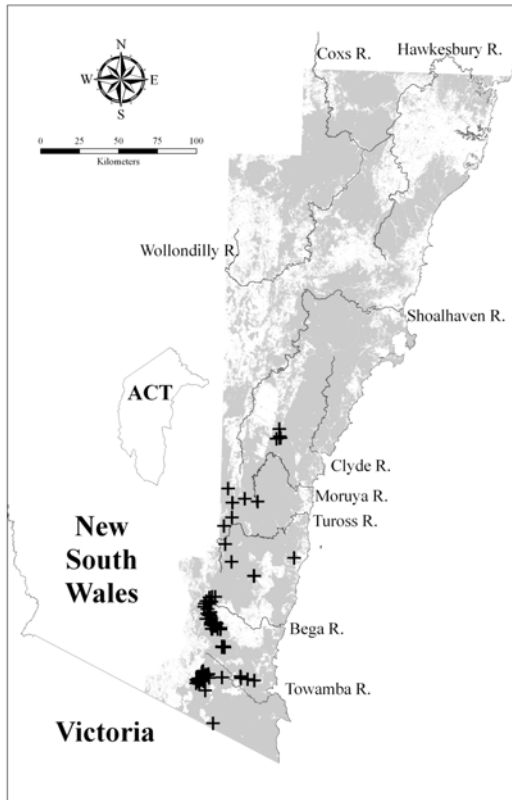 Coxs R.
Hawkesbury R.
N
W E
S
0 25 50 75 100
Kilometers
Wollondilly R.
Shoalhaven R.
ACT
Clyde R.
Moruya R.
Tuross R.
New
South
Wales
Bega R.
Towamba R.
Victoria